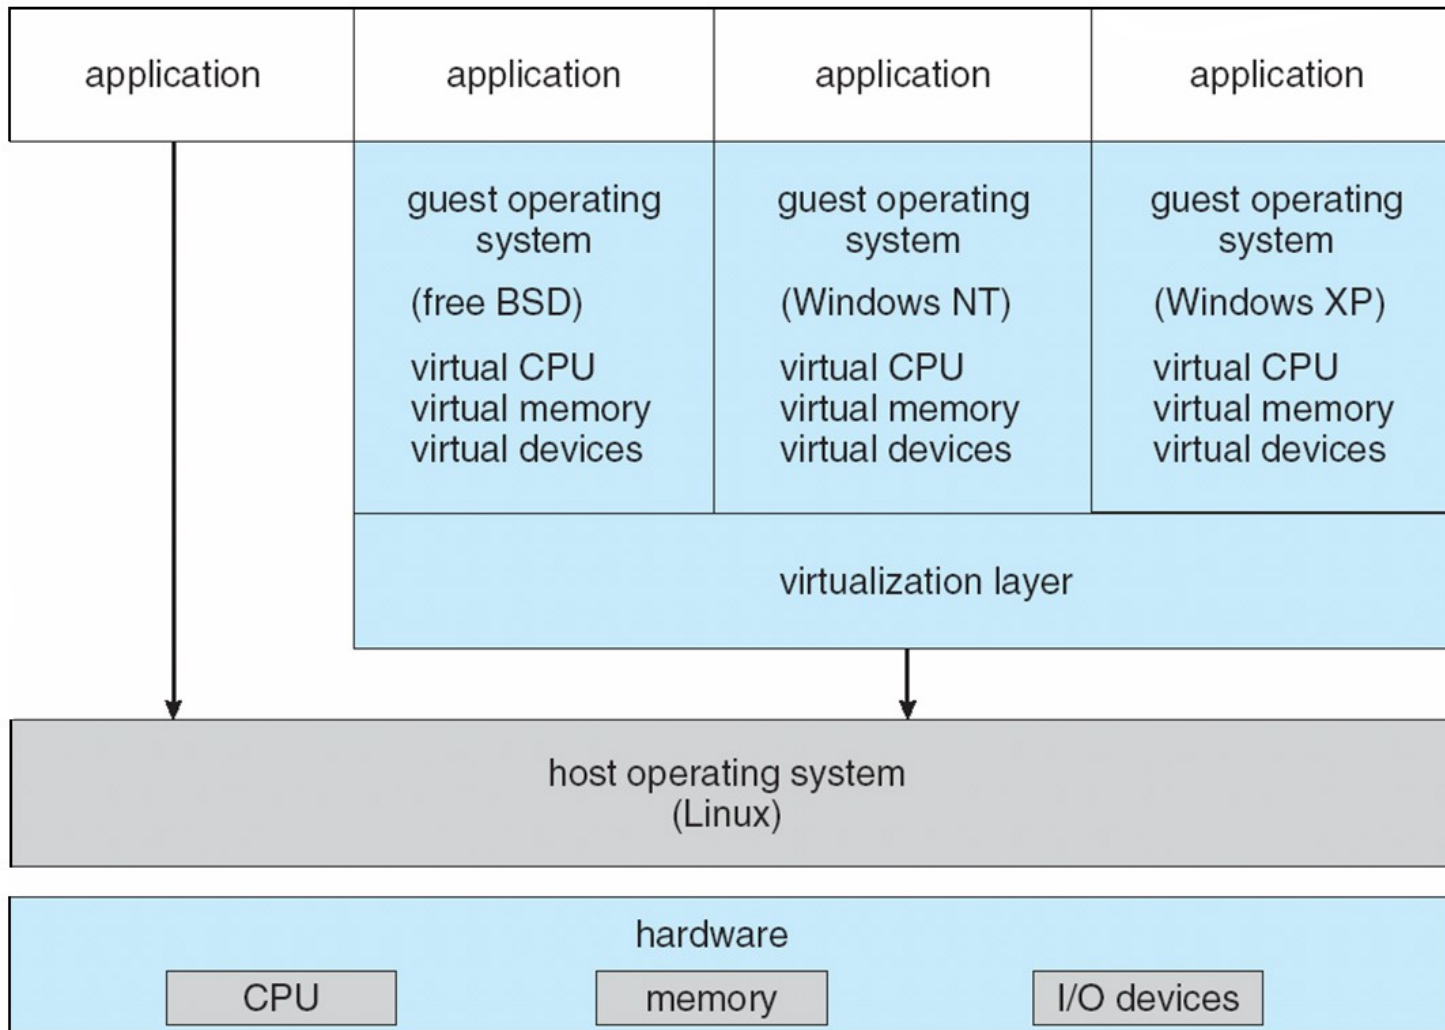 application
application
application
application
guest operating
system
(free BSD)
virtual CPU
virtual memory
virtual devices
guest operating
system
(Windows NT)
virtual CPU
virtual memory
virtual devices
guest operating
system
(Windows XP)
virtual CPU
virtual memory
virtual devices
virtualization layer
host operating system
(Linux)
hardware
CPU
memory
I/O devices